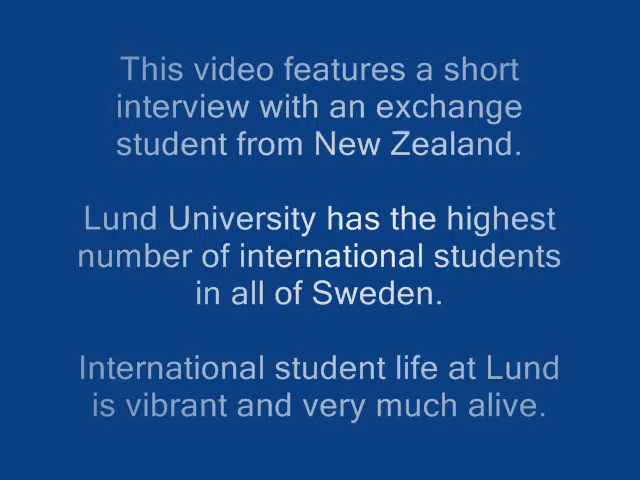 This video features a short
interview with an exchange
student from New Zealand.
Lund University has the highest
number of international students
in all of Sweden.
International student life at Lund
is vibrant and very much alive.